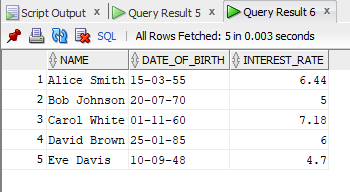 Script Output x Query Result 5 x Query Result 6 x
SQL | All Rows Fetched: 5 in 0.003 seconds
NAME DATE_OF_BIRTH INTEREST_RATE
1 Alice Smith 15-03-55 6.44
2 Bob Johnson 20-07-70 5
3 Carol White 01-11-60 7.18
4 David Brown 25-01-85 6
5 Eve Davis 10-09-48 4.7